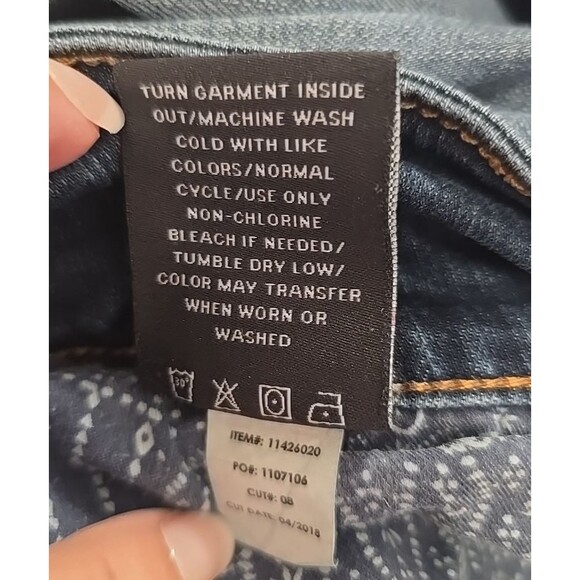 TURN GARMENT INSIDE
OUT/MACHINE WASH
COLD WITH LIKE
COLORS/NORMAL
CYCLE/USE ONLY
NON-CHLORINE
BLEACH IF NEEDED/
TUMBLE DRY LOW/
COLOR MAY TRANSFER
WHEN WORN OR
WASHED
30°
ITEM#: 11426020
PO#: 1107106
CUT#: 0B
CUT DATE: 04/2018